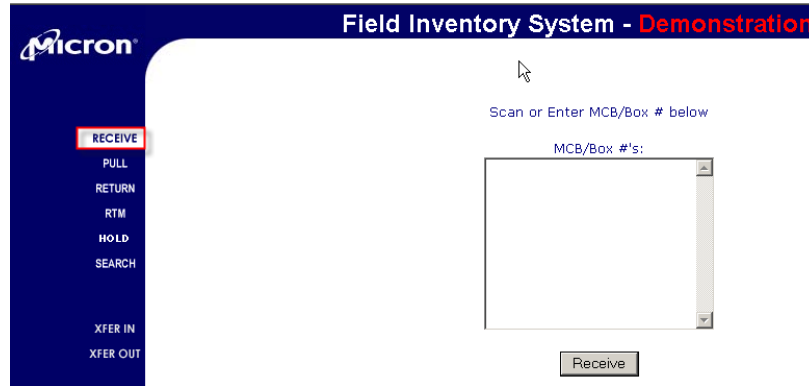 Field Inventory System - Demonstration
Micron
RECEIVE
PULL
RETURN
RTM
HOLD
SEARCH
XFER IN
XFER OUT
Scan or Enter MCB/Box # below
MCB/Box #'s:
Receive